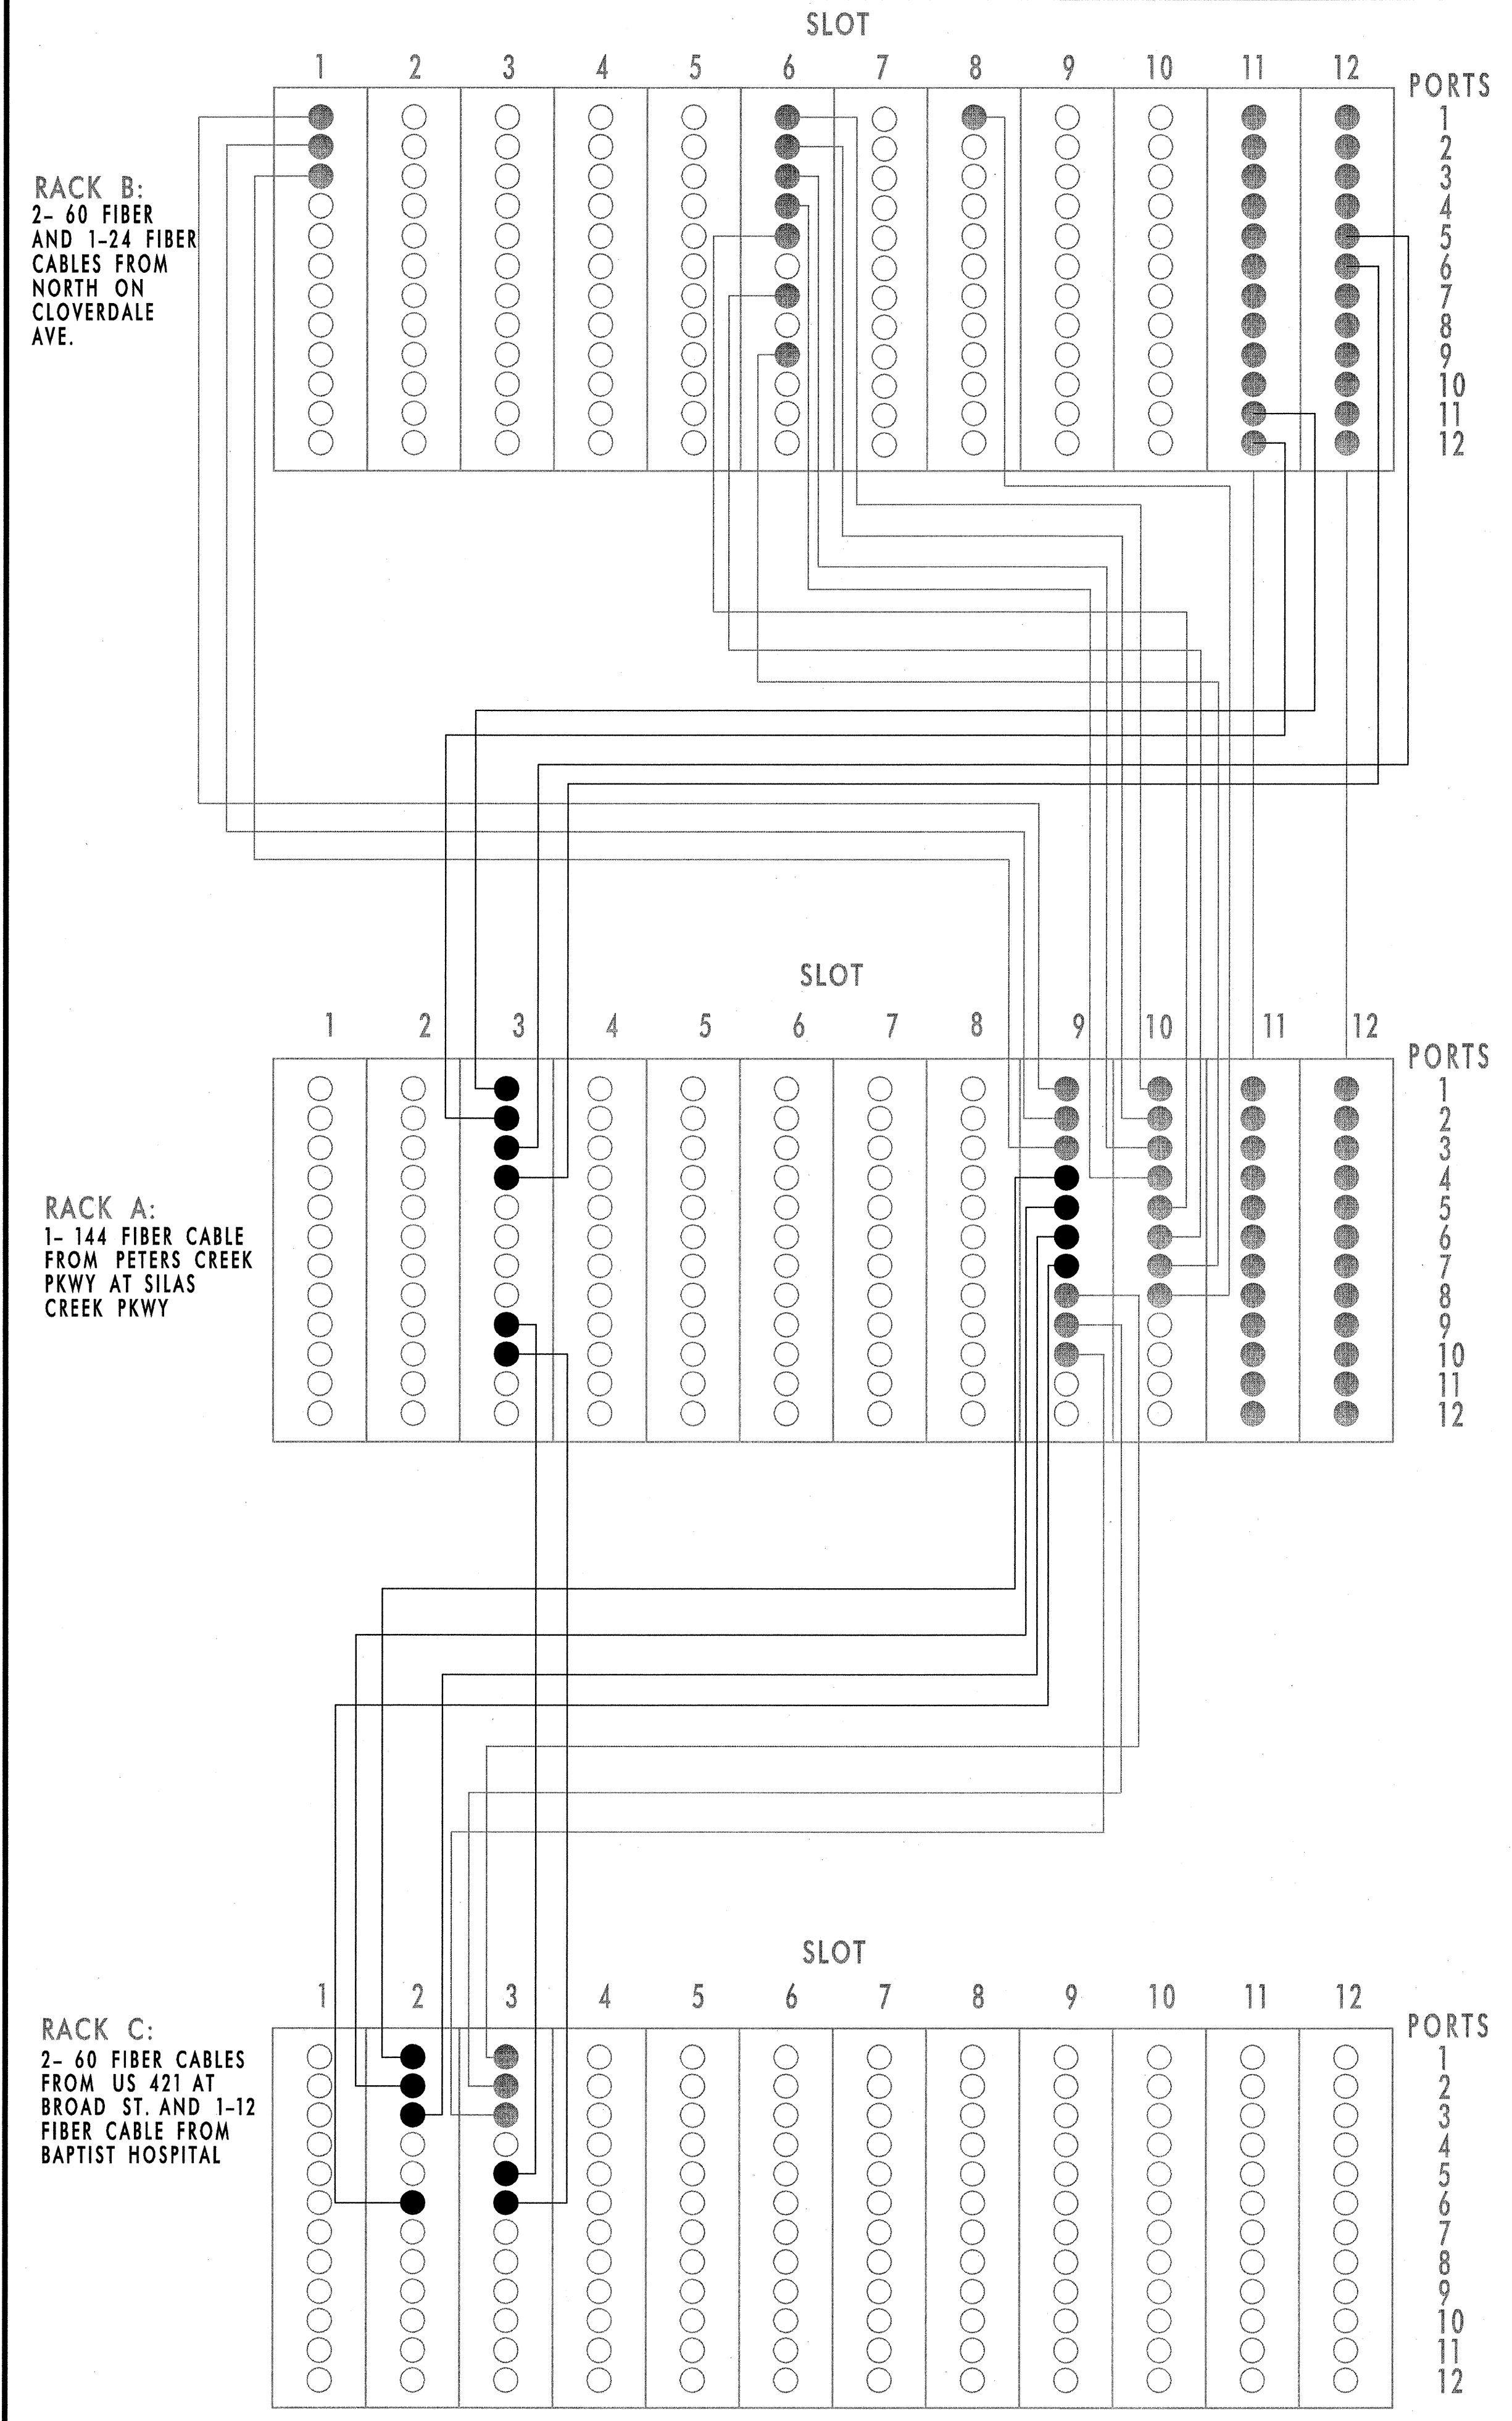 SLOT
1 2 3 4 5 6 7 8 9 10 11 12
PORTS
1
2
3
4
5
6
7
8
9
10
11
12
RACK B:
2- 60 FIBER
AND 1-24 FIBER
CABLES FROM
NORTH ON
CLOVERDALE
AVE.
SLOT
1 2 3 4 5 6 7 8 9 10 11 12
PORTS
1
2
3
4
5
6
7
8
9
10
11
12
RACK A:
1- 144 FIBER CABLE
FROM PETERS CREEK
PKWY AT SILAS
CREEK PKWY
SLOT
1 2 3 4 5 6 7 8 9 10 11 12
PORTS
1
2
3
4
5
6
7
8
9
10
11
12
RACK C:
2- 60 FIBER CABLES
FROM US 421 AT
BROAD ST. AND 1-12
FIBER CABLE FROM
BAPTIST HOSPITAL